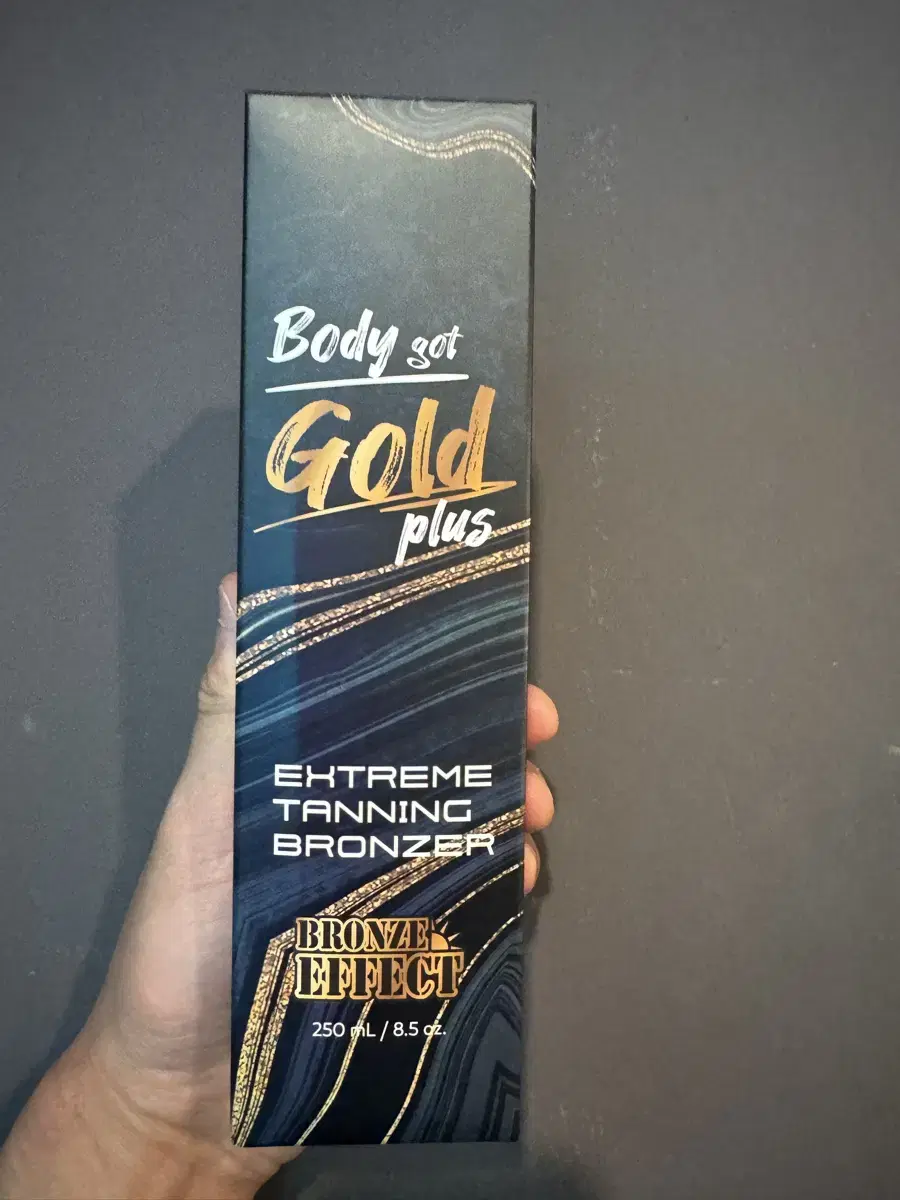 Body got
Gold
plus
EXTREME
TANNING
BRONZER
BRONZE
EFFECT
250 mL / 8.5 oz.